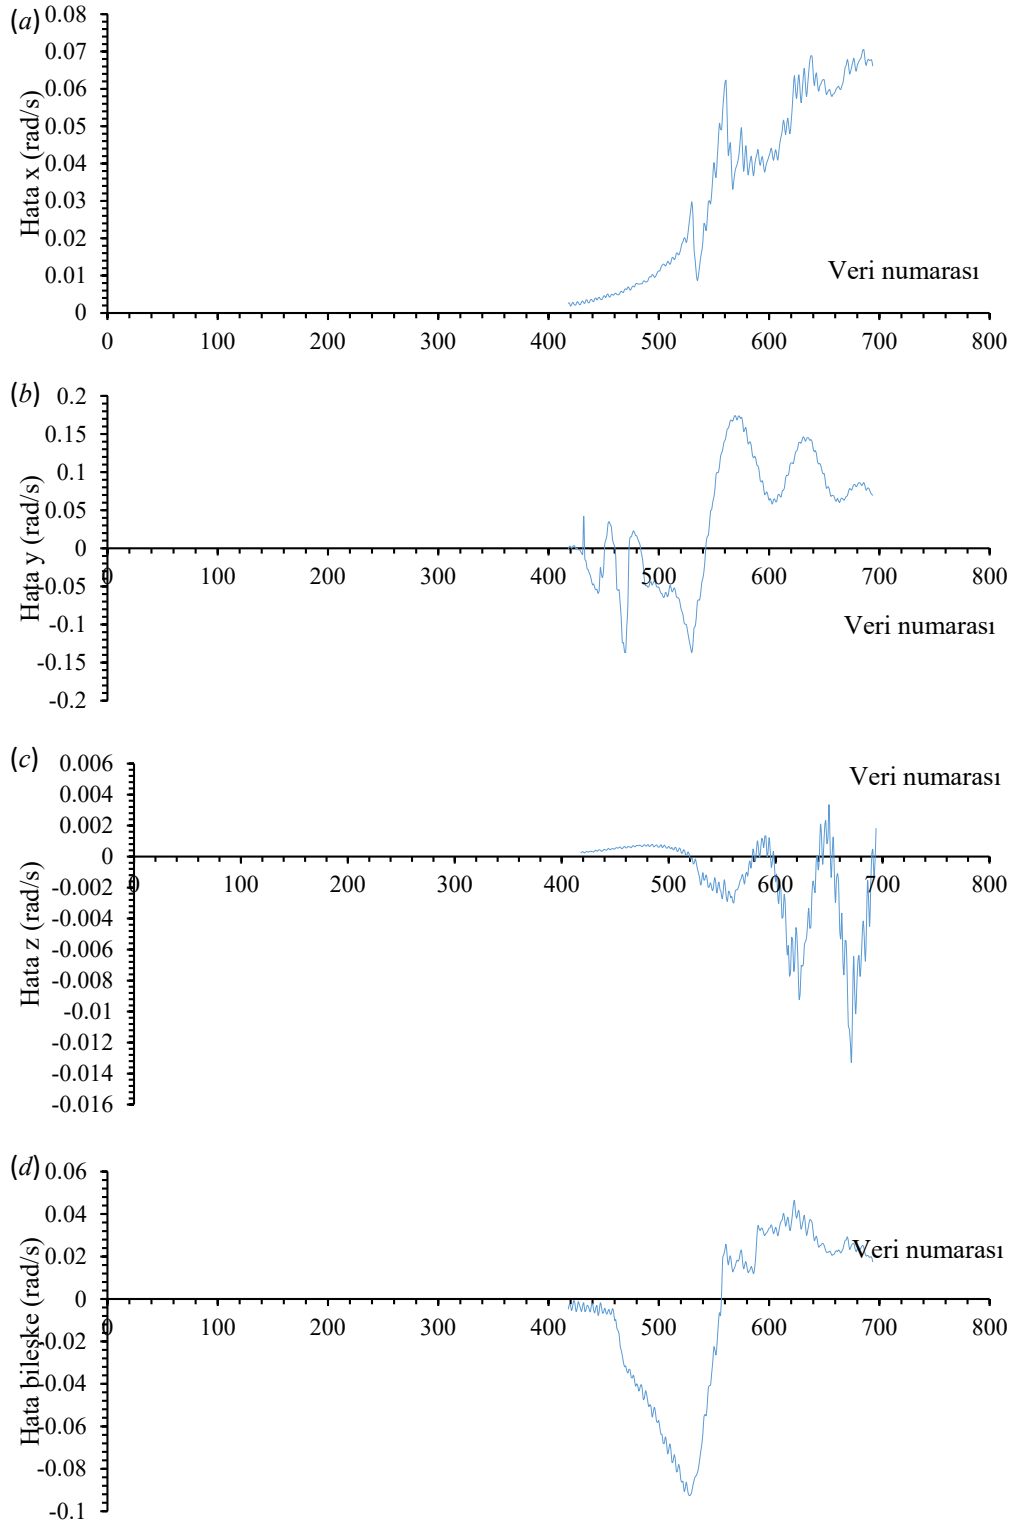 (a)
0.08
0.07
0.06
0.05
0.04
0.03
0.02
0.01
0
Hata x (rad/s)
Veri numarası
0 100 200 300 400 500 600 700 800
(b)
0.2
0.15
0.1
0.05
0
-0.05
-0.1
-0.15
-0.2
Hata y (rad/s)
0 100 200 300 400 500 600 700 800
Veri numarası
(c)
0.006
0.004
0.002
0
-0.002
-0.004
-0.006
-0.008
-0.01
-0.012
-0.014
-0.016
Hata z (rad/s)
Veri numarası
0 100 200 300 400 500 600 700 800
(d)
0.06
0.04
0.02
0
-0.02
-0.04
-0.06
-0.08
-0.1
Hata bileşke (rad/s)
Veri numarası
0 100 200 300 400 500 600 700 800